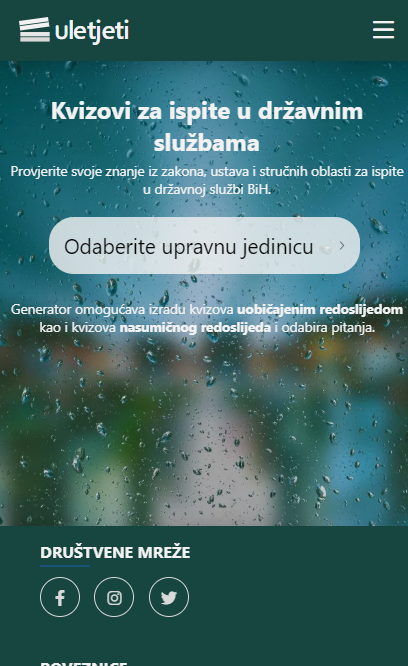 uletjeti
Kvizovi za ispite u državnim
službama
Provjerite svoje znanje iz zakona, ustava i stručnih oblasti za ispite
u državnoj službi BiH.
Odaberite upravnu jedinicu
Generator omogućava izradu kvizova uobičajenim redoslijedom
kao i kvizova nasumičnog redoslijeda i odabira pitanja.
DRUŠTVENE MREŽE
POVEZNICE